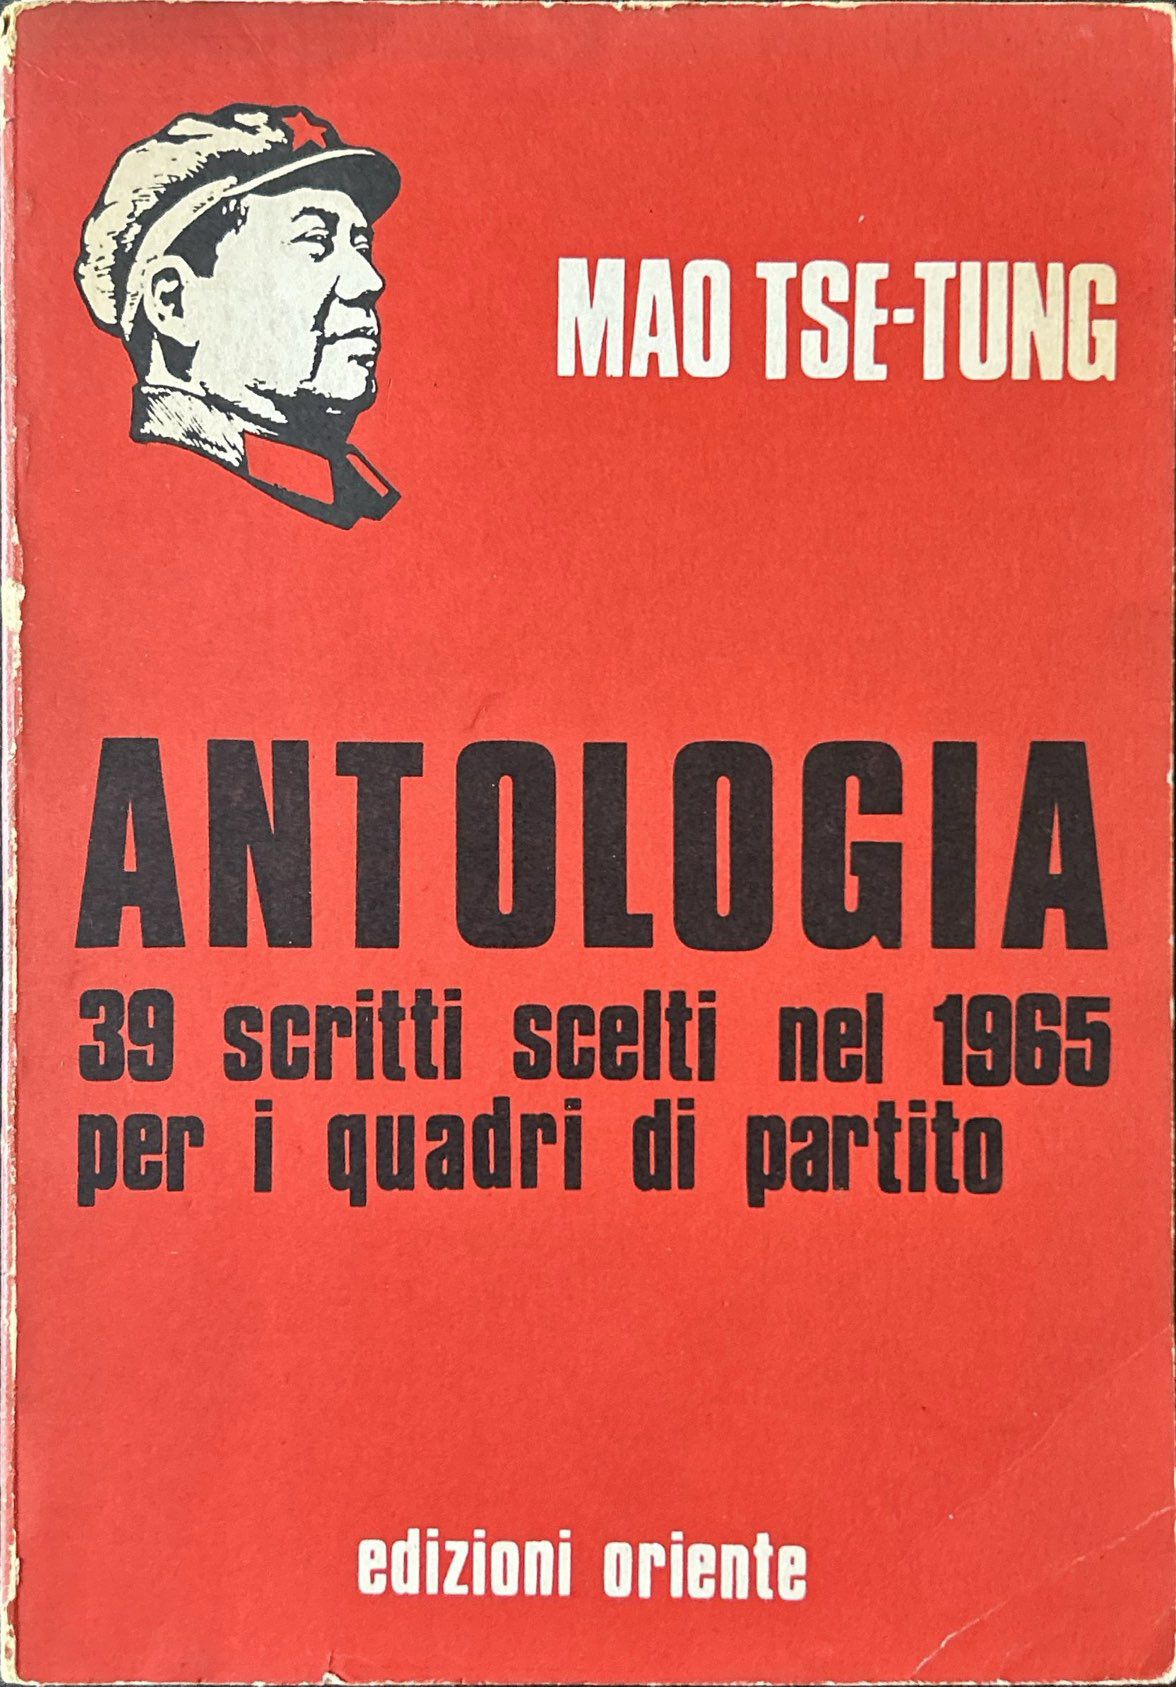 MAO TSE-TUNG
ANTOLOGIA
39 scritti scelti nel 1965
per i quadri di partito
edizioni oriente